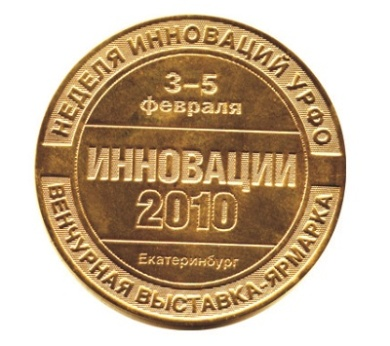 НЕДЕЛЯ ИННОВАЦИЙ УРФО
3-5
февраля
ИННОВАЦИИ
2010
Екатеринбург
ВЕНЧУРНАЯ ВЫСТАВКА-ЯРМАРКА